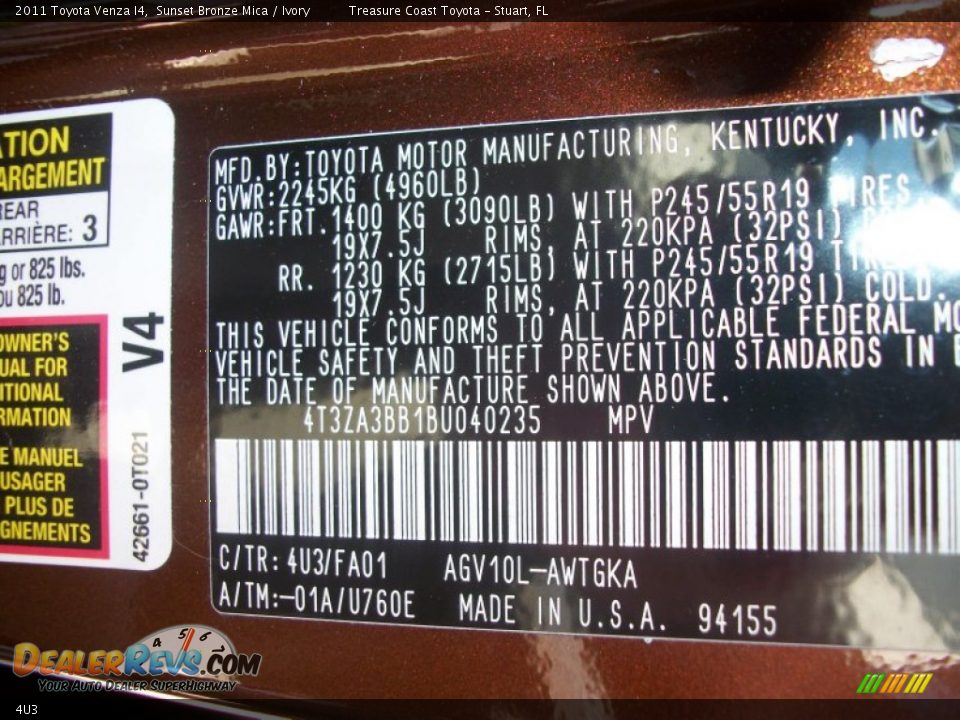 2011 Toyota Venza I4, Sunset Bronze Mica / Ivory Treasure Coast Toyota - Stuart, FL
ATION
ARGEMENT
REAR
ARRIÈRE: 3
g or 825 lbs.
ou 825 lb.
OWNER'S
UAL FOR
ITIONAL
RMATION
E MANUEL
USAGER
PLUS DE
GNEMENTS
V4
42661-0T021
MFD.BY:TOYOTA MOTOR MANUFACTURING, KENTUCKY, INC.
GVWR:2245KG (4960LB)
GAWR:FRT.1400 KG (3090LB) WITH P245/55R19 TIRES
19X7.5J RIMS, AT 220KPA (32PSI)
RR. 1230 KG (2715LB) WITH P245/55R19
19X7.5J RIMS, AT 220KPA (32PSI) COLD.
THIS VEHICLE CONFORMS TO ALL APPLICABLE FEDERAL MO
VEHICLE SAFETY AND THEFT PREVENTION STANDARDS IN E
THE DATE OF MANUFACTURE SHOWN ABOVE.
4T3ZA3BB1BU040235 MPV
C/TR: 4U3/FA01 AGV10L-AWTGKA
A/TM:-01A/U760E MADE IN U.S.A. 94155
4 5 6
DEALERREVS.COM
YOUR AUTO DEALER SUPERHIGHWAY
4U3